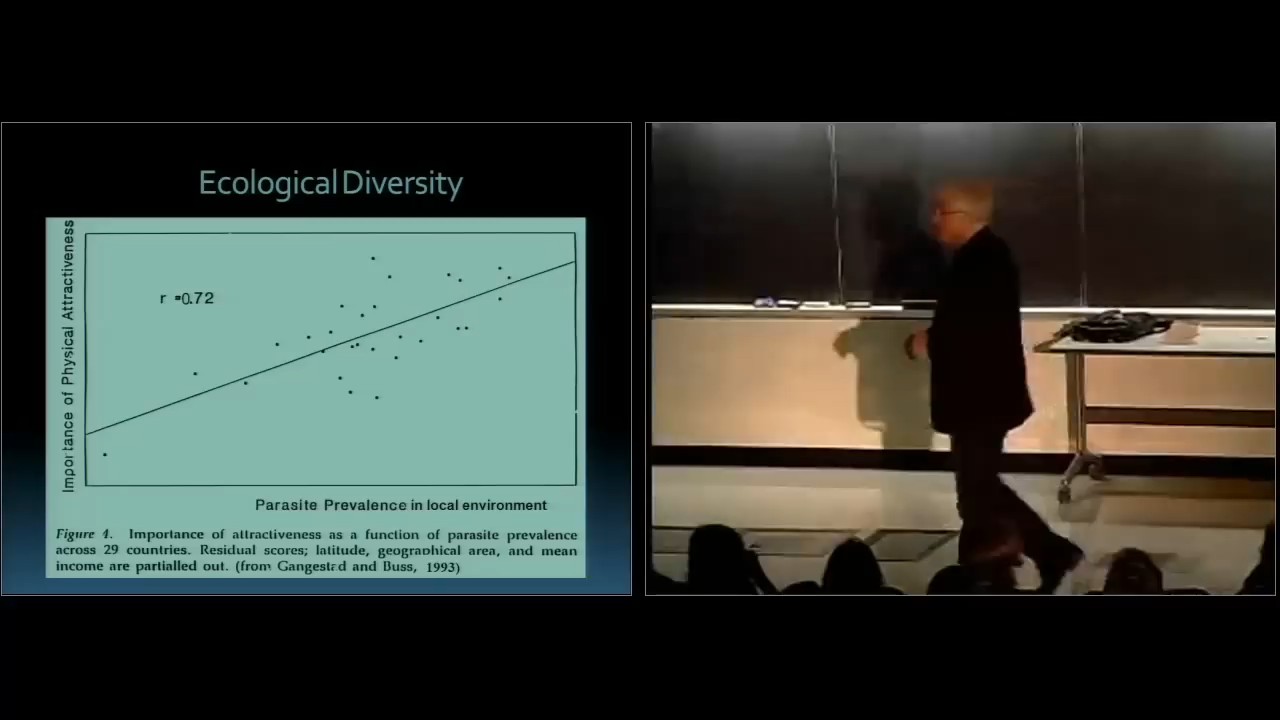 Ecological Diversity
Importance of Physical Attractiveness
r =0.72
Parasite Prevalence in local environment
Figure 1. Importance of attractiveness as a function of parasite prevalence
across 29 countries. Residual scores; latitude, geographical area, and mean
income are partialled out. (from Gangestad and Buss, 1993)